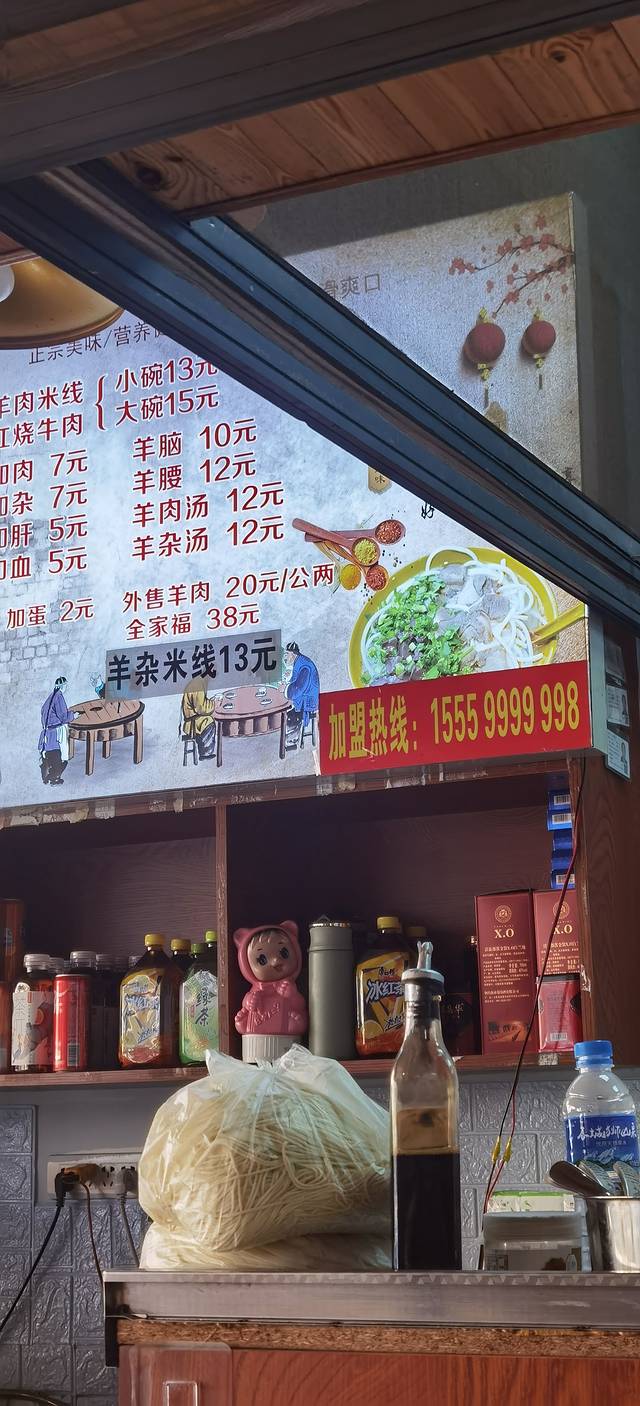 滑爽口
正宗美味/营养
羊肉米线
红烧牛肉
小碗13元
大碗15元
加肉 7元
加杂 7元
加肝 5元
加血 5元
加蛋 2元
羊脑 10元
羊腰 12元
羊肉汤 12元
羊杂汤 12元
外售羊肉 20元/公两
全家福 38元
羊杂米线13元
味
加盟热线：1555 9999 998
X.O
X.O
冰红茶
绿茶
冰红茶